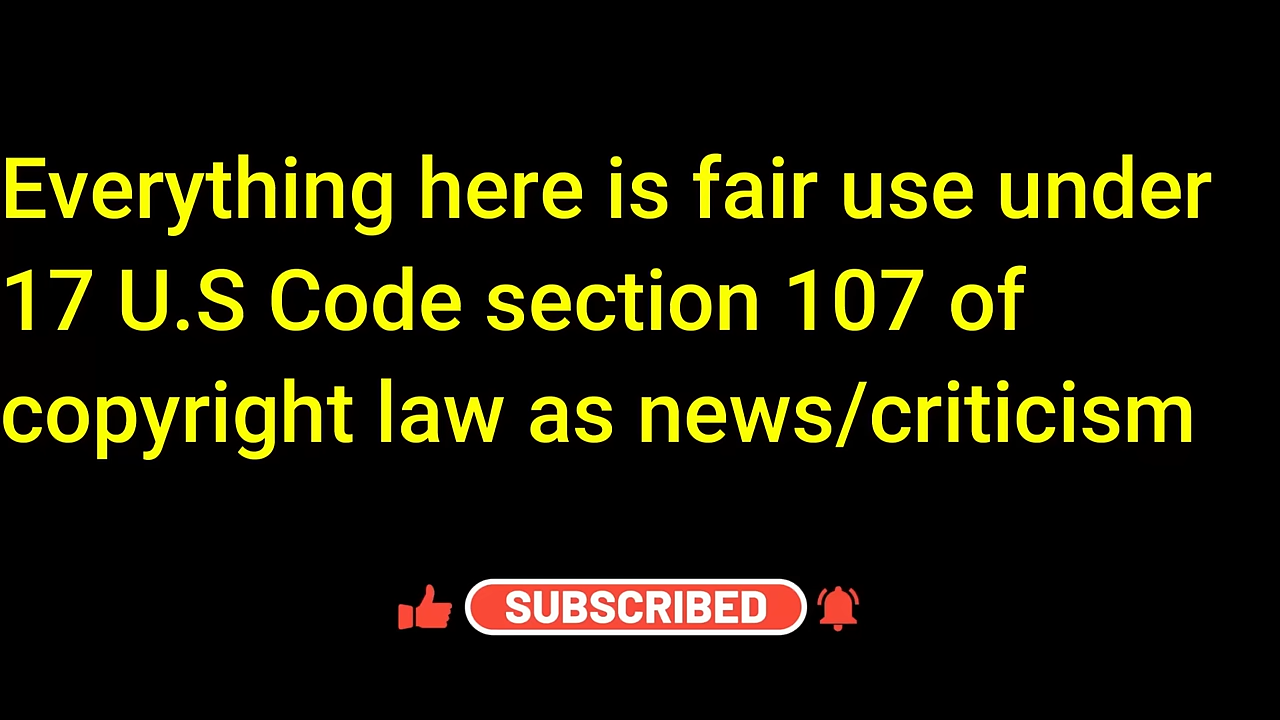 Everything here is fair use under
17 U.S Code section 107 of
copyright law as news/criticism
SUBSCRIBED